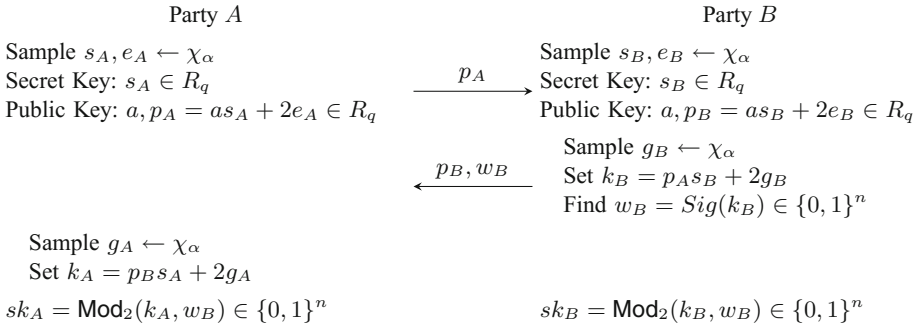 Party A Party B
Sample s_A, e_A ← χ_α Sample s_B, e_B ← χ_α
Secret Key: s_A ∈ R_q p_A Secret Key: s_B ∈ R_q
Public Key: a, p_A = as_A + 2e_A ∈ R_q Public Key: a, p_B = as_B + 2e_B ∈ R_q
Sample g_B ← χ_α
p_B, w_B Set k_B = p_A s_B + 2g_B
Find w_B = Sig(k_B) ∈ {0, 1}^n
Sample g_A ← χ_α
Set k_A = p_B s_A + 2g_A
sk_A = Mod_2(k_A, w_B) ∈ {0, 1}^n sk_B = Mod_2(k_B, w_B) ∈ {0, 1}^n